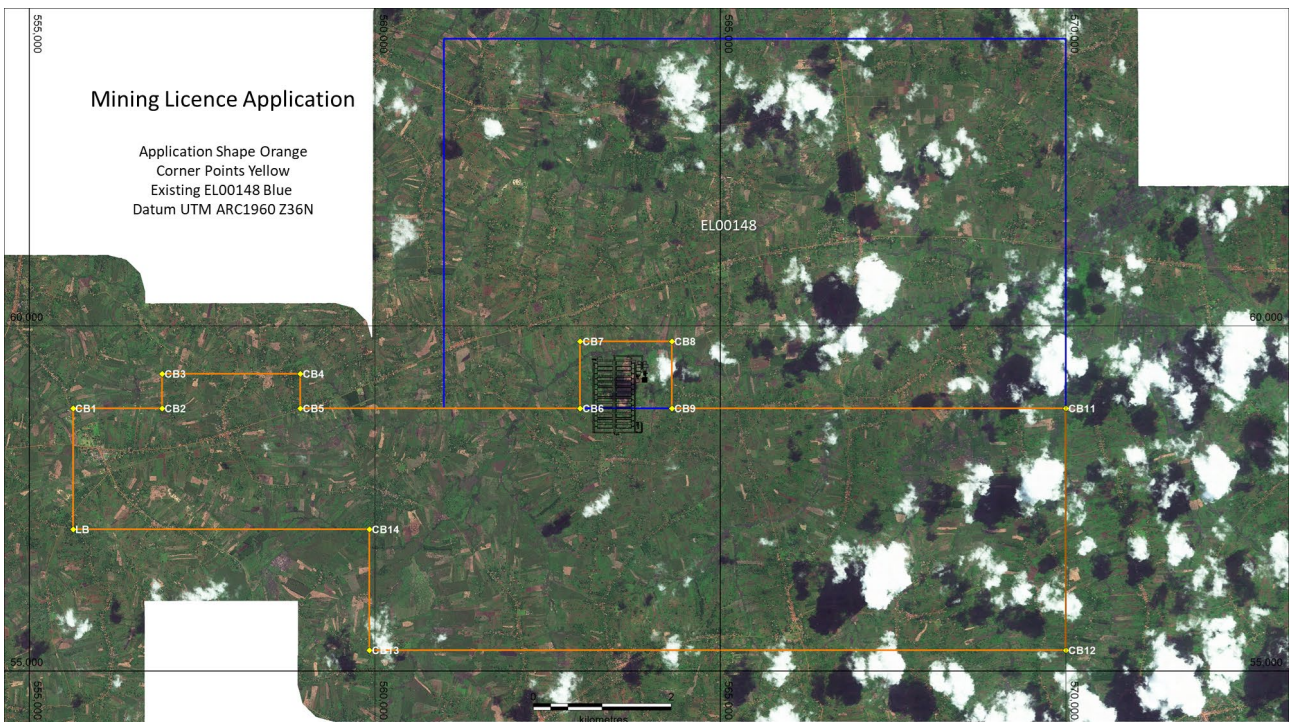 555,000
560,000
565,000
570,000
Mining Licence Application
Application Shape Orange
Corner Points Yellow
Existing EL00148 Blue
Datum UTM ARC1960 Z36N
EL00148
60,000
60,000
CB7
CB8
CB3
CB4
CB1
CB2
CB5
CB6
CB9
CB11
LB
CB14
CB13
CB12
55,000
55,000
555,000
560,000
565,000
570,000
0
2
kilometres